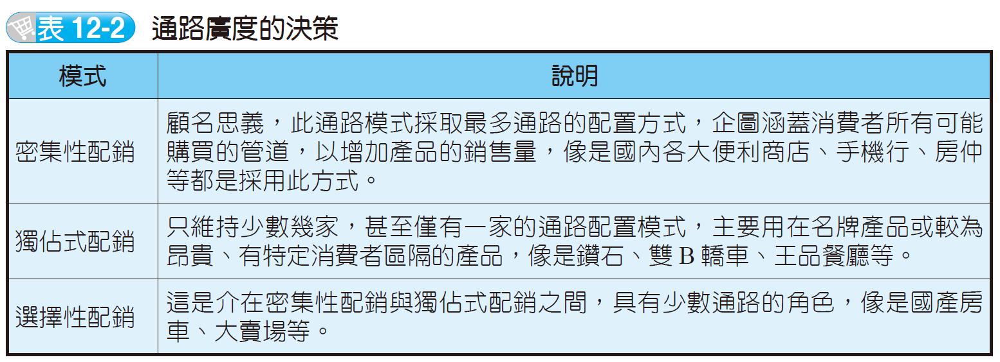 表 12-2 通路廣度的決策
模式 說明
密集性配銷
顧名思義，此通路模式採取最多通路的配置方式，企圖涵蓋消費者所有可能
購買的管道，以增加產品的銷售量，像是國內各大便利商店、手機行、房仲
等都是採用此方式。
獨佔式配銷
只維持少數幾家，甚至僅有一家的通路配置模式，主要用在名牌產品或較為
昂貴、有特定消費者區隔的產品，像是鑽石、雙 B 轎車、王品餐廳等。
選擇性配銷
這是介在密集性配銷與獨佔式配銷之間，具有少數通路的角色，像是國產房
車、大賣場等。